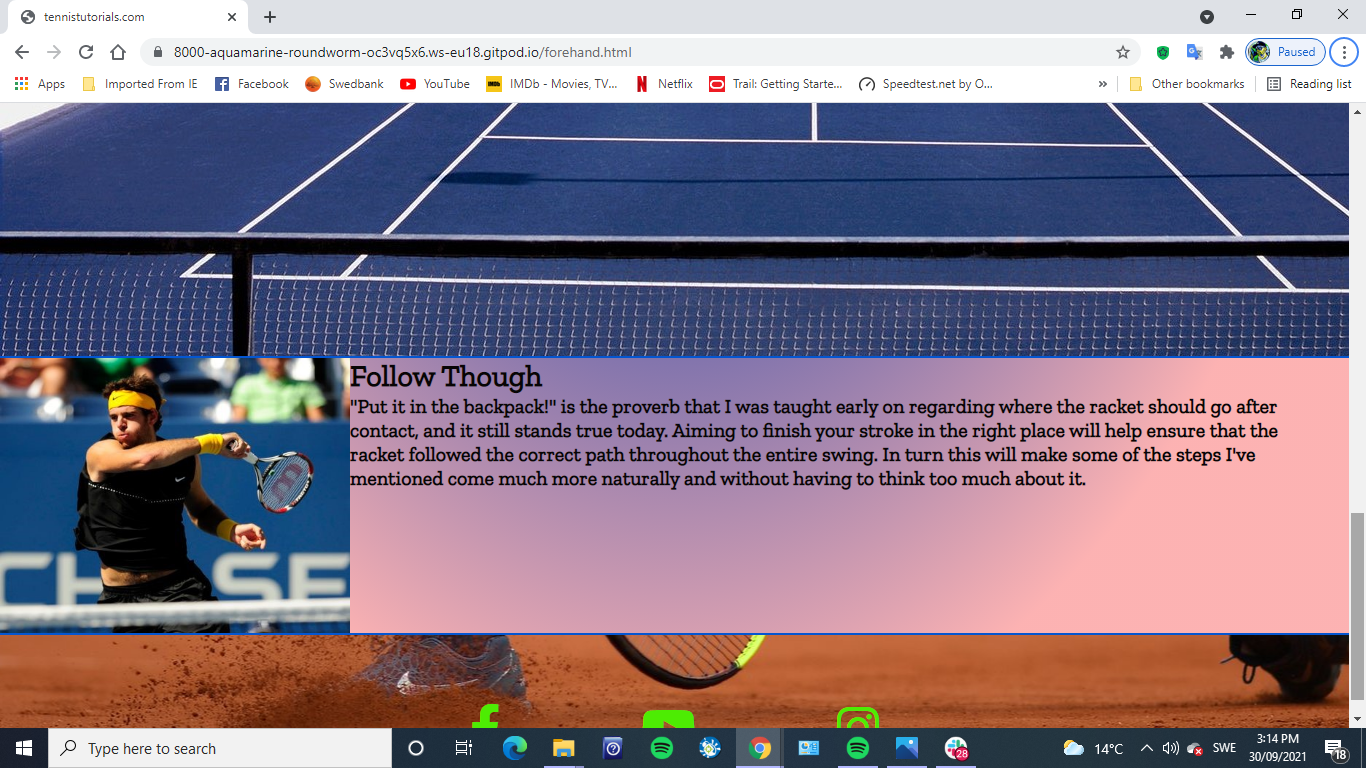 tennistutorials.com
8000-aquamarine-roundworm-oc3vq5x6.ws-eu18.gitpod.io/forehand.html
Paused
Apps
Imported From IE
Facebook
Swedbank
YouTube
IMDb
IMDb - Movies, TV...
Netflix
Trail: Getting Starte...
Speedtest.net by O...
»
Other bookmarks
Reading list
CHASE
Follow Though
"Put it in the backpack!" is the proverb that I was taught early on regarding where the racket should go after
contact, and it still stands true today. Aiming to finish your stroke in the right place will help ensure that the
racket followed the correct path throughout the entire swing. In turn this will make some of the steps I've
mentioned come much more naturally and without having to think too much about it.
Type here to search
28
14°C
SWE
3:14 PM
30/09/2021
18